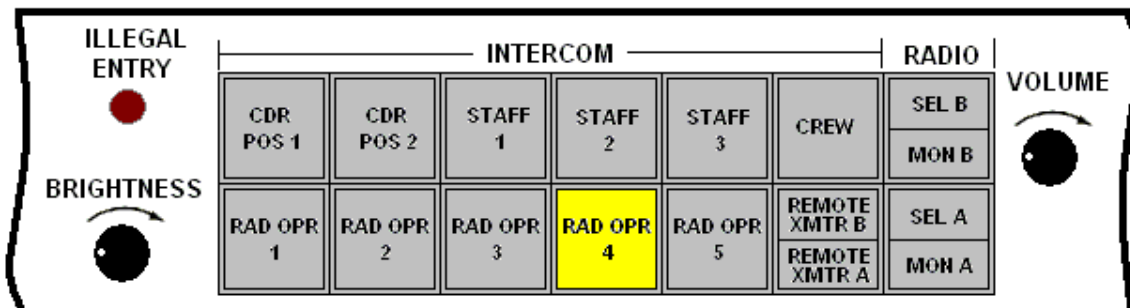 ILLEGAL
ENTRY
INTERCOM
RADIO
VOLUME
BRIGHTNESS
CDR
POS 1
CDR
POS 2
STAFF
1
STAFF
2
STAFF
3
CREW
SEL B
MON B
RAD OPR
1
RAD OPR
2
RAD OPR
3
RAD OPR
4
RAD OPR
5
REMOTE
XMTR B
REMOTE
XMTR A
SEL A
MON A